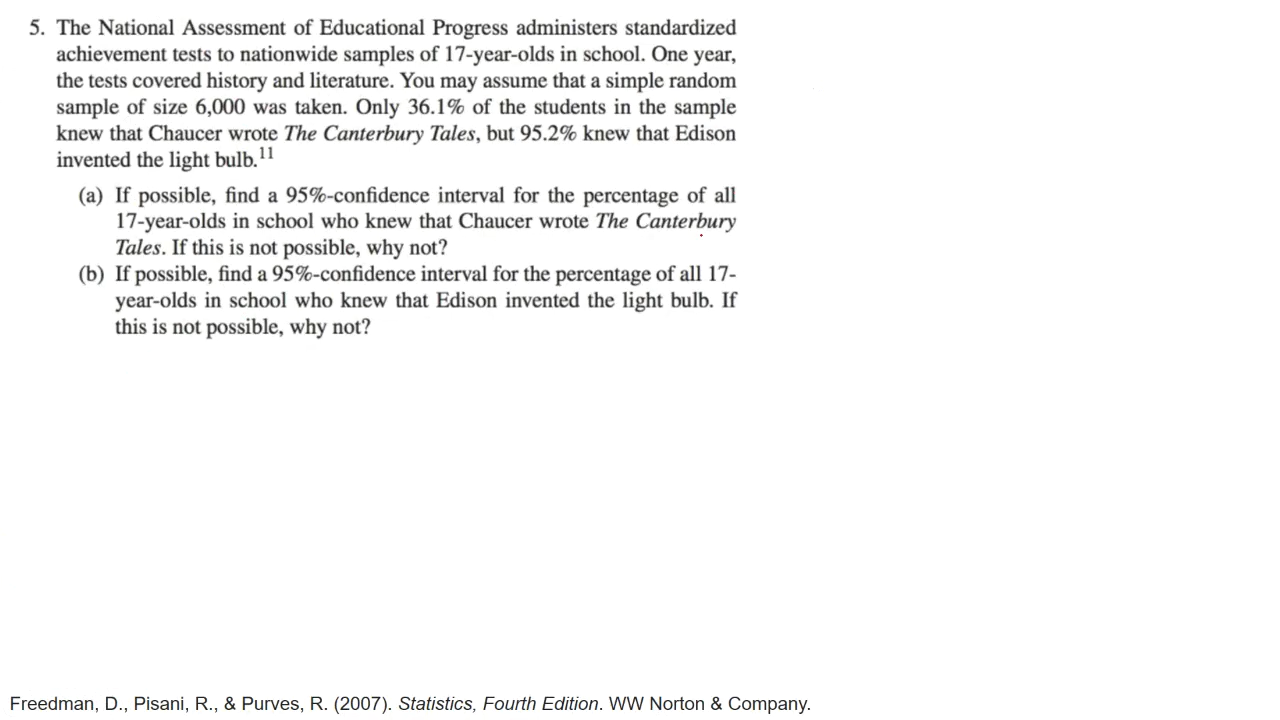 5. The National Assessment of Educational Progress administers standardized
achievement tests to nationwide samples of 17-year-olds in school. One year,
the tests covered history and literature. You may assume that a simple random
sample of size 6,000 was taken. Only 36.1% of the students in the sample
knew that Chaucer wrote The Canterbury Tales, but 95.2% knew that Edison
invented the light bulb.11
(a) If possible, find a 95%-confidence interval for the percentage of all
17-year-olds in school who knew that Chaucer wrote The Canterbury
Tales. If this is not possible, why not?
(b) If possible, find a 95%-confidence interval for the percentage of all 17-
year-olds in school who knew that Edison invented the light bulb. If
this is not possible, why not?
Freedman, D., Pisani, R., & Purves, R. (2007). Statistics, Fourth Edition. WW Norton & Company.